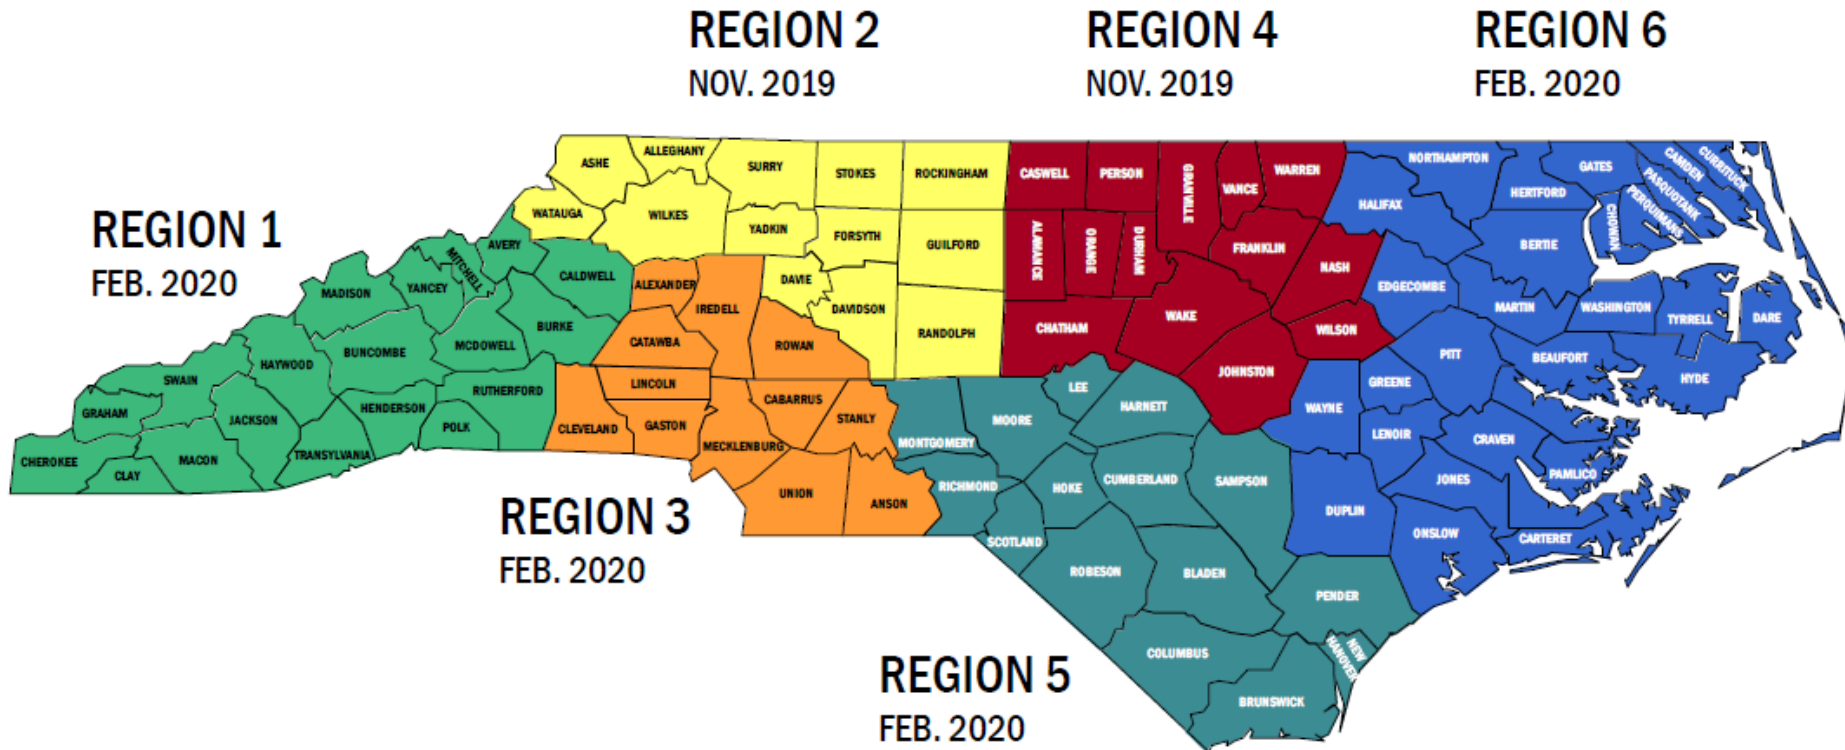 REGION 2
NOV. 2019
REGION 4
NOV. 2019
REGION 6
FEB. 2020
REGION 1
FEB. 2020
REGION 3
FEB. 2020
REGION 5
FEB. 2020
ASHE
ALLEGHANY
SURRY
STOKES
ROCKINGHAM
WATAUGA
WILKES
YADKIN
FORSYTH
GUILFORD
DAVIE
DAVIDSON
RANDOLPH
CASWELL
PERSON
GRANVILLE
VANCE
WARREN
ALAMANCE
ORANGE
DURHAM
FRANKLIN
NASH
CHATHAM
WAKE
WILSON
JOHNSTON
NORTHAMPTON
GATES
CAMDEN
CURRITUCK
PASQUOTANK
PERQUIMANS
HERTFORD
HALIFAX
CHOWAN
BERTIE
EDGECOMBE
MARTIN
WASHINGTON
TYRRELL
DARE
PITT
BEAUFORT
HYDE
GREENE
WAYNE
LENOIR
CRAVEN
PAMLICO
JONES
DUPLIN
ONSLOW
CARTERET
AVERY
MITCHELL
CALDWELL
MADISON
YANCEY
BURKE
MCDOWELL
BUNCOMBE
HAYWOOD
SWAIN
RUTHERFORD
GRAHAM
JACKSON
HENDERSON
POLK
TRANSYLVANIA
MACON
CHEROKEE
CLAY
ALEXANDER
IREDELL
CATAWBA
ROWAN
LINCOLN
CABARRUS
STANLY
CLEVELAND
GASTON
MECKLENBURG
UNION
ANSON
LEE
HARNETT
MOORE
MONTGOMERY
RICHMOND
HOKE
CUMBERLAND
SAMPSON
SCOTLAND
ROBESON
BLADEN
PENDER
COLUMBUS
NEW
HANOVER
BRUNSWICK